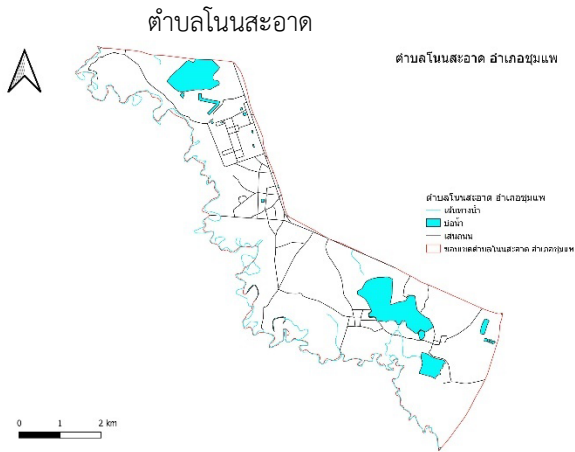 ตำบลโนนสะอาด
ตำบลโนนสะอาด อำเภอชุมแพ
ตำบลโนนสะอาด อำเภอชุมแพ
เส้นทางน้ำ
บ่อน้ำ
เส้นถนน
ขอบเขตตำบลโนนสะอาด อำเภอชุมแพ
0 1 2 km